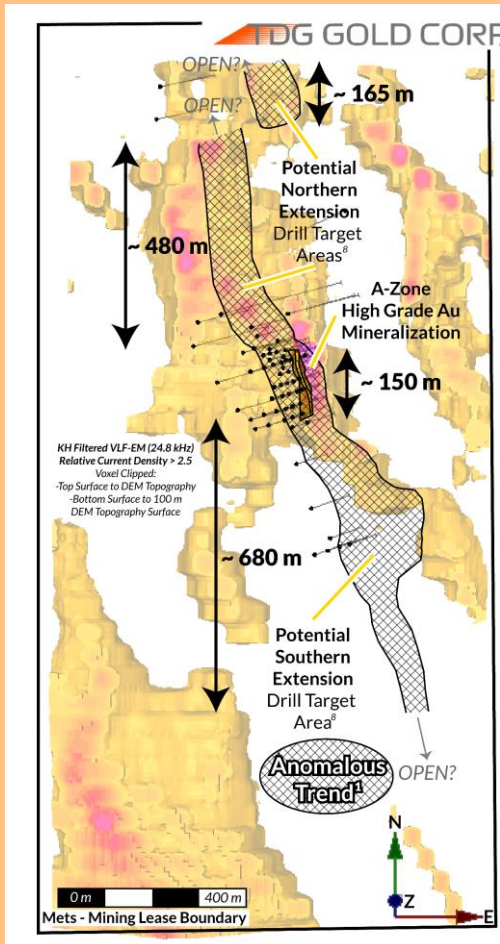 TDG GOLD CORP
OPEN?
~ 165 m
OPEN?
Potential
Northern
Extension
Drill Target
Areas⁸
~ 480 m
A-Zone
High Grade Au
Mineralization
~ 150 m
KH Filtered VLF-EM (24.8 kHz)
Relative Current Density > 2.5
Voxel Clipped:
-Top Surface to DEM Topography
-Bottom Surface to 100 m
DEM Topography Surface
~ 680 m
Potential
Southern
Extension
Drill Target
Area⁸
Anomalous
Trend¹
OPEN?
N
Z
E
0 m 400 m
Mets - Mining Lease Boundary